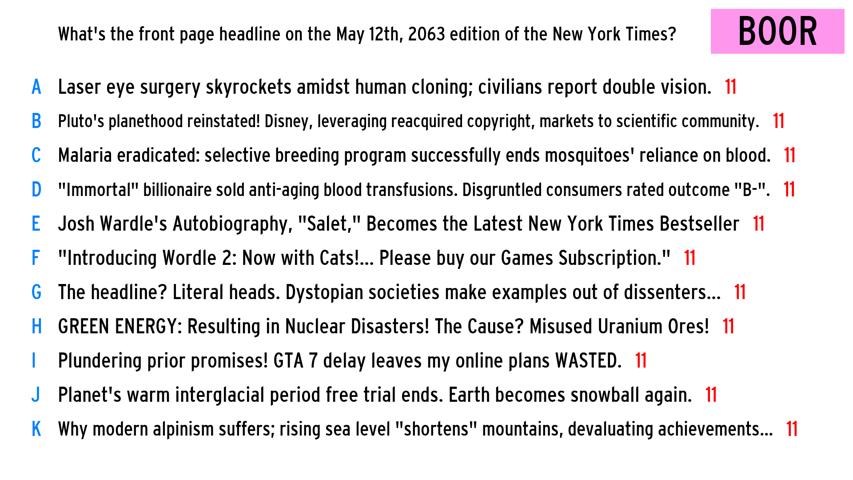 What's the front page headline on the May 12th, 2063 edition of the New York Times?
BOOR
A Laser eye surgery skyrockets amidst human cloning; civilians report double vision. 11
B Pluto's planethood reinstated! Disney, leveraging reacquired copyright, markets to scientific community. 11
C Malaria eradicated: selective breeding program successfully ends mosquitoes' reliance on blood. 11
D "Immortal" billionaire sold anti-aging blood transfusions. Disgruntled consumers rated outcome "B-". 11
E Josh Wardle's Autobiography, "Salet," Becomes the Latest New York Times Bestseller 11
F "Introducing Wordle 2: Now with Cats!... Please buy our Games Subscription." 11
G The headline? Literal heads. Dystopian societies make examples out of dissenters... 11
H GREEN ENERGY: Resulting in Nuclear Disasters! The Cause? Misused Uranium Ores! 11
I Plundering prior promises! GTA 7 delay leaves my online plans WASTED. 11
J Planet's warm interglacial period free trial ends. Earth becomes snowball again. 11
K Why modern alpinism suffers; rising sea level "shortens" mountains, devaluating achievements... 11